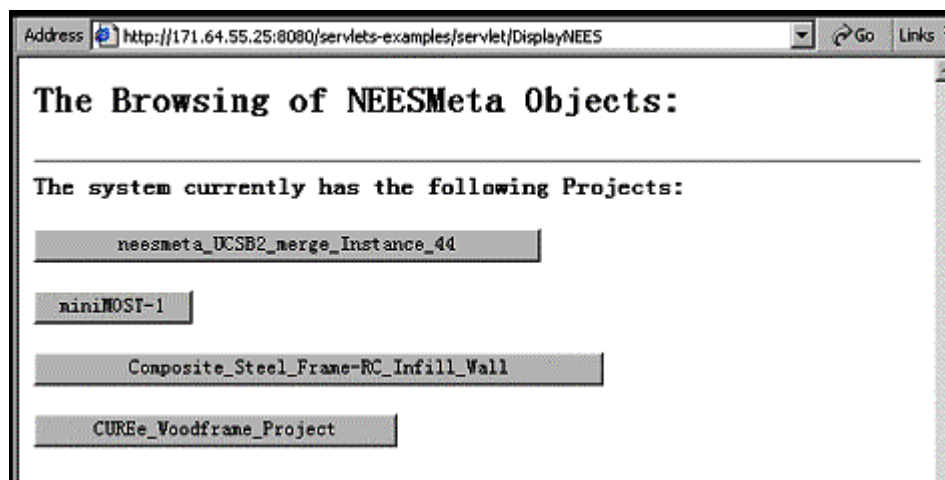 Address http://171.64.55.25:8080/servlets-examples/servlet/DisplayNEES Go Links
The Browsing of NEESMeta Objects:
The system currently has the following Projects:
neesmeta_UCSB2_merge_Instance_44
miniMOST-1
Composite_Steel_Frame-RC_Infill_Wall
CUREe_Woodframe_Project